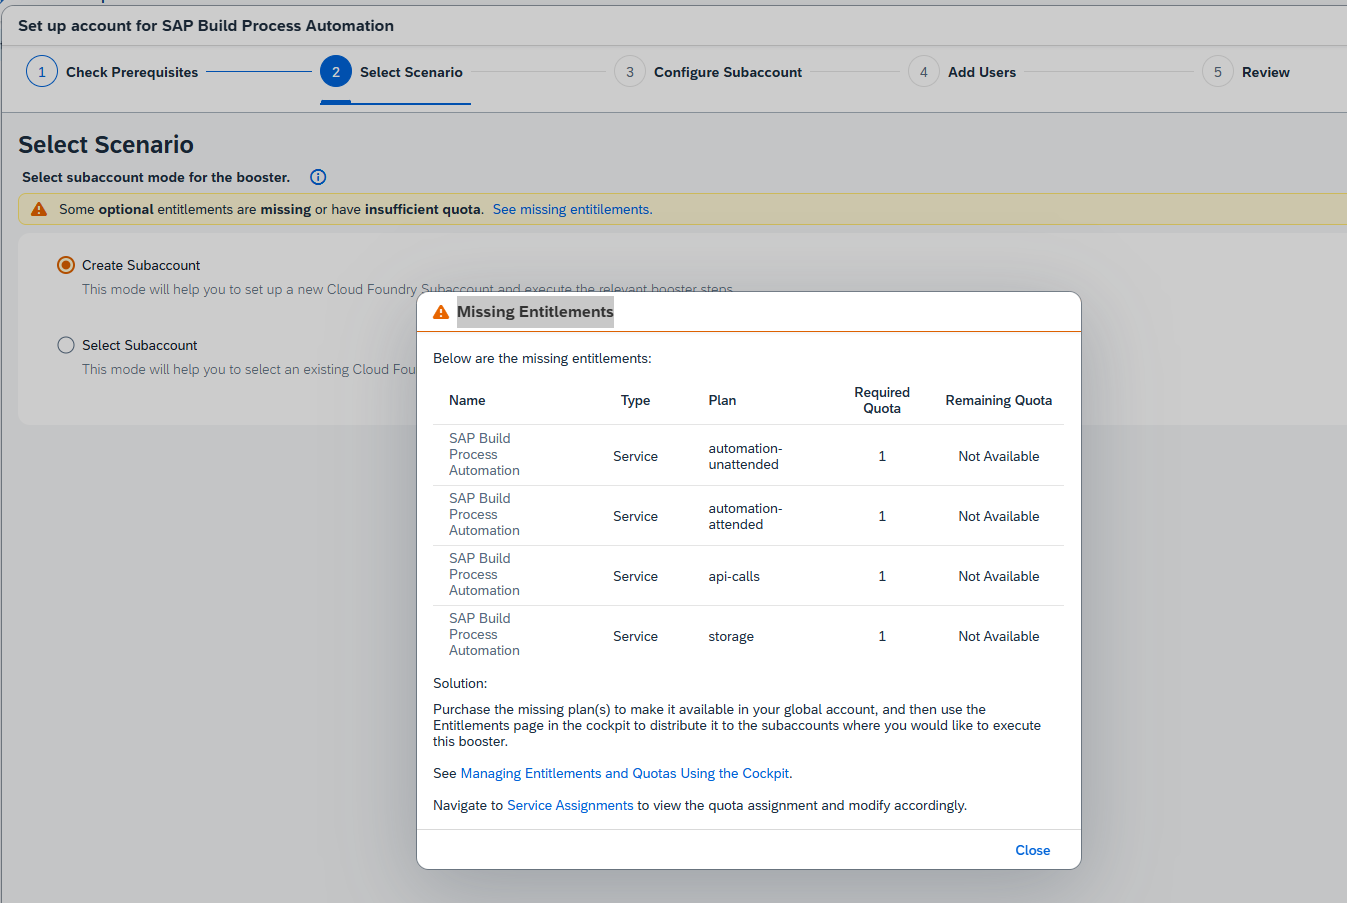 Set up account for SAP Build Process Automation
1 Check Prerequisites
2 Select Scenario
3 Configure Subaccount
4 Add Users
5 Review
Select Scenario
Select subaccount mode for the booster.
Some optional entitlements are missing or have insufficient quota. See missing entitilements.
Create Subaccount
This mode will help you to set up a new Cloud Foundry Subaccount and execute the relevant booster steps.
Select Subaccount
This mode will help you to select an existing Cloud Fou
Missing Entitlements
Below are the missing entitlements:
Name Type Plan Required Quota Remaining Quota
SAP Build Process Automation Service automation-unattended 1 Not Available
SAP Build Process Automation Service automation-attended 1 Not Available
SAP Build Process Automation Service api-calls 1 Not Available
SAP Build Process Automation Service storage 1 Not Available
Solution:
Purchase the missing plan(s) to make it available in your global account, and then use the
Entitlements page in the cockpit to distribute it to the subaccounts where you would like to execute
this booster.
See Managing Entitlements and Quotas Using the Cockpit.
Navigate to Service Assignments to view the quota assignment and modify accordingly.
Close